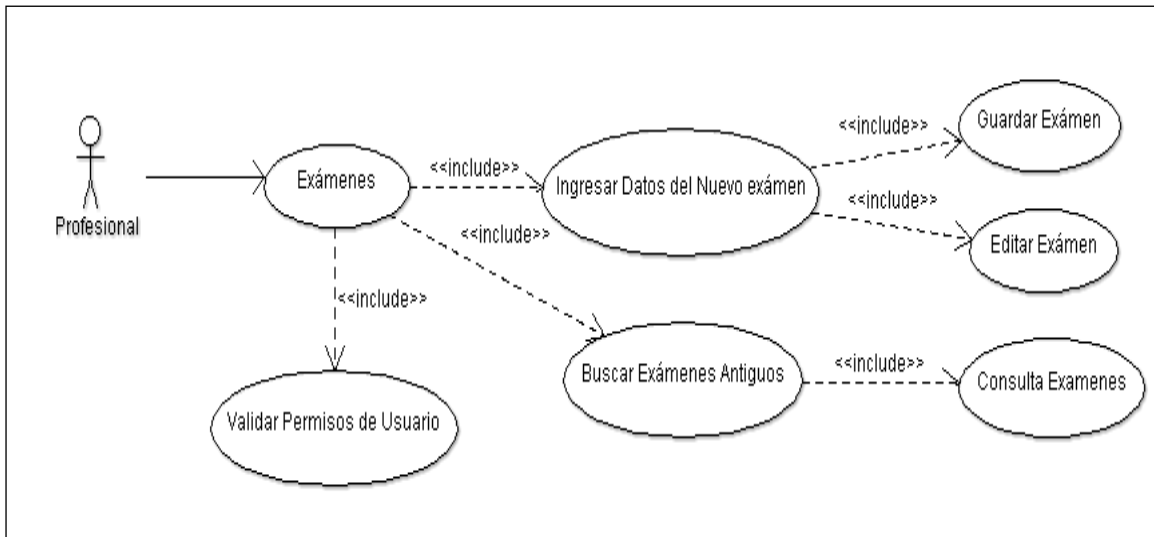 Profesional
Exámenes
<<include>>
Ingresar Datos del Nuevo exámen
<<include>>
Guardar Exámen
<<include>>
Editar Exámen
<<include>>
Buscar Exámenes Antiguos
<<include>>
Consulta Examenes
<<include>>
Validar Permisos de Usuario